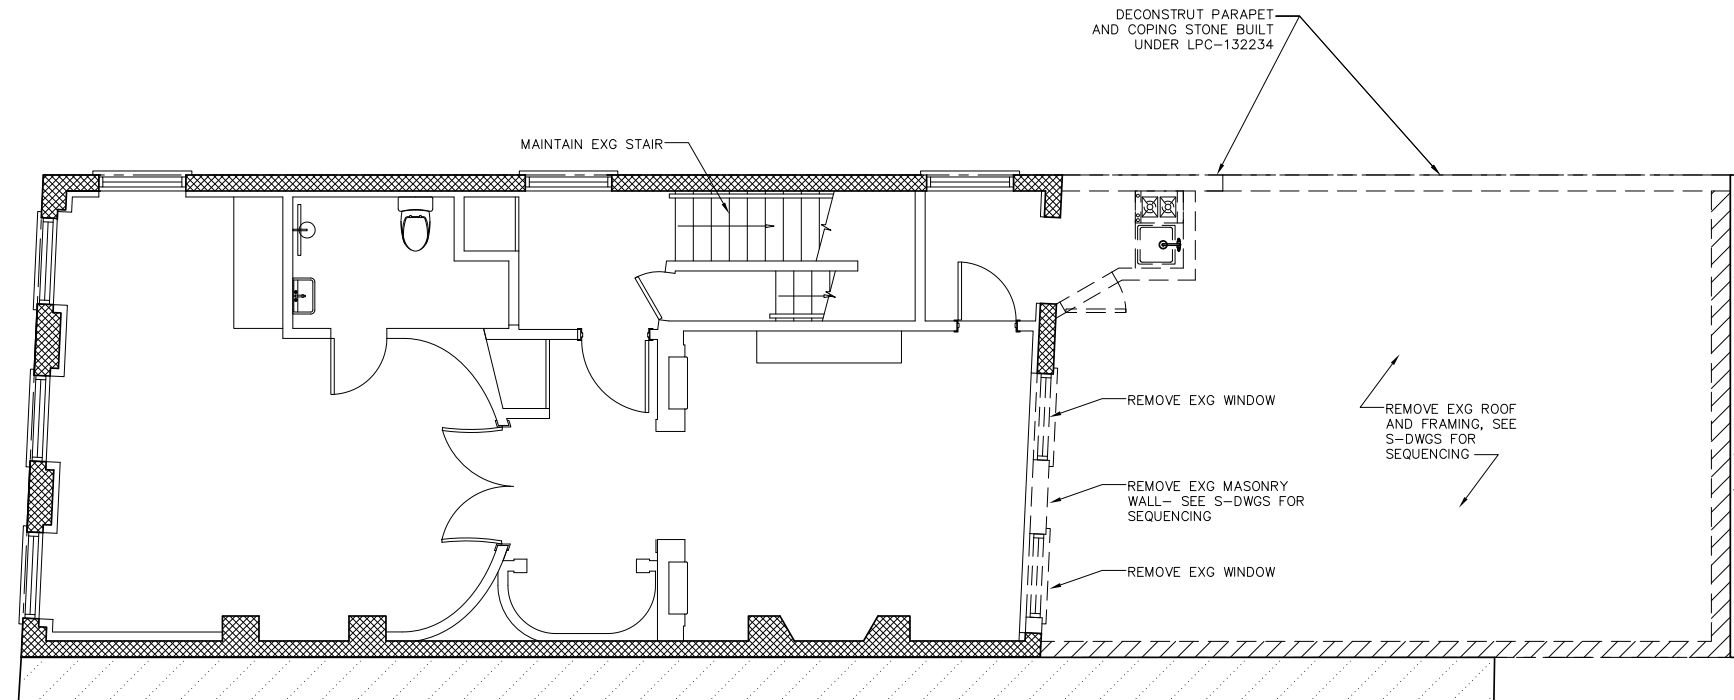 DECONSTRUT PARAPET
AND COPING STONE BUILT
UNDER LPC-132234
MAINTAIN EXG STAIR
REMOVE EXG WINDOW
REMOVE EXG ROOF
AND FRAMING, SEE
S-DWGS FOR
SEQUENCING
REMOVE EXG MASONRY
WALL- SEE S-DWGS FOR
SEQUENCING
REMOVE EXG WINDOW